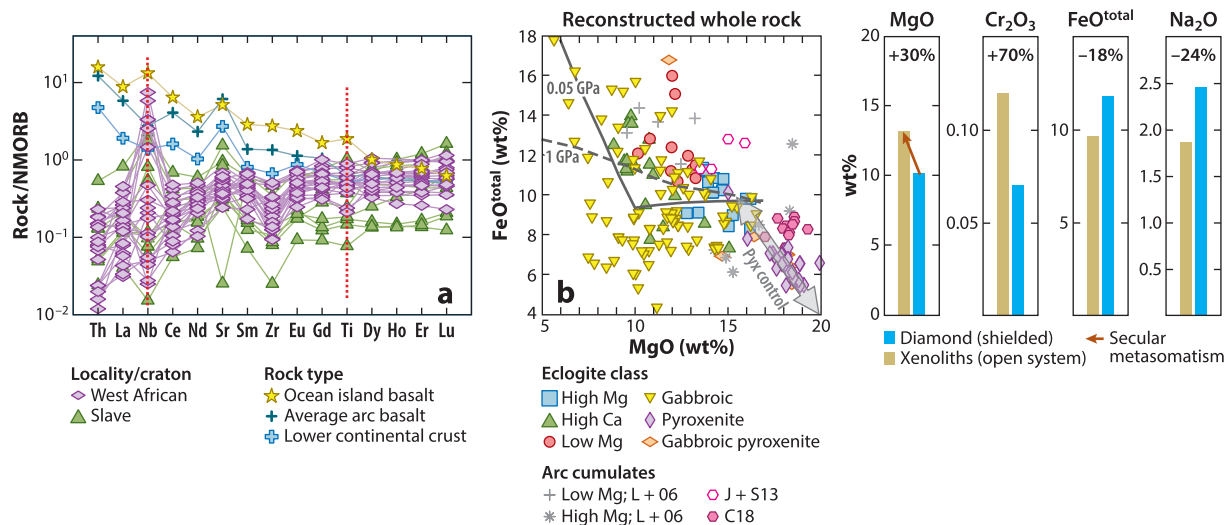 Rock/NMORB
10¹
10⁰
10⁻¹
10⁻²
Th La Nb Ce Nd Sr Sm Zr Eu Gd Ti Dy Ho Er Lu
a
Locality/craton
West African
Slave
Rock type
Ocean island basalt
Average arc basalt
Lower continental crust
Reconstructed whole rock
FeOᵗᵒᵗᵃˡ (wt%)
18
16
14
12
10
8
6
4
0.05 GPa
1 GPa
Pyx control
b
5 10 15 20
MgO (wt%)
Eclogite class
High Mg
High Ca
Low Mg
Gabbroic
Pyroxenite
Gabbroic pyroxenite
Arc cumulates
Low Mg; L + 06
High Mg; L + 06
J + S13
C18
MgO
+30%
wt%
20
15
10
5
0
Cr₂O₃
+70%
0.10
0.05
FeOᵗᵒᵗᵃˡ
–18%
10
5
Na₂O
–24%
2.5
2.0
1.5
1.0
0.5
Diamond (shielded)
Xenoliths (open system)
Secular
metasomatism